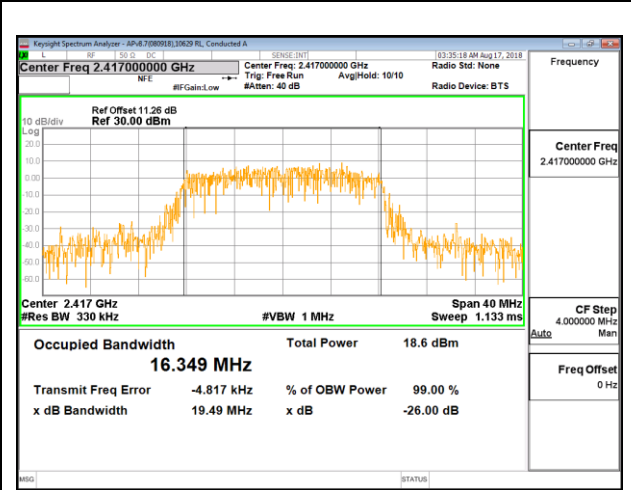 Keysight Spectrum Analyzer - APv8.7(080918),10629 RL, Conducted A
L RF 50 Ω DC SENSE:INT 03:35:18 AM Aug 17, 2018
Center Freq 2.417000000 GHz Center Freq: 2.417000000 GHz Radio Std: None Frequency
NFE Trig: Free Run Avg|Hold: 10/10
#IFGain:Low #Atten: 40 dB Radio Device: BTS
Ref Offset 11.26 dB
10 dB/div Ref 30.00 dBm
Log
20.0
10.0
0.00
-10.0
-20.0
-30.0
-40.0
-50.0
-60.0
Center Freq
2.417000000 GHz
Center 2.417 GHz Span 40 MHz
#Res BW 330 kHz #VBW 1 MHz Sweep 1.133 ms
CF Step
4.000000 MHz
Auto Man
Occupied Bandwidth Total Power 18.6 dBm
16.349 MHz
Freq Offset
0 Hz
Transmit Freq Error -4.817 kHz % of OBW Power 99.00 %
x dB Bandwidth 19.49 MHz x dB -26.00 dB
MSG STATUS